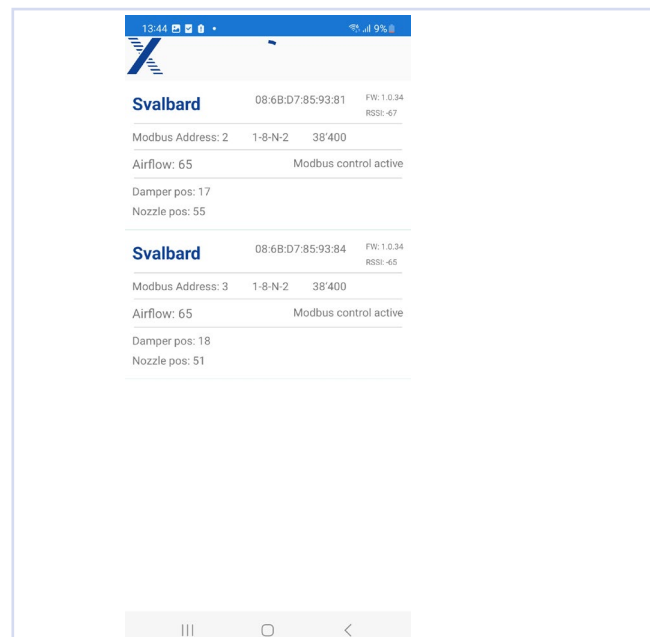 13:44 9%
Svalbard 08:6B:D7:85:93:81 FW: 1.0.34
RSSI: -67
Modbus Address: 2 1-8-N-2 38'400
Airflow: 65 Modbus control active
Damper pos: 17
Nozzle pos: 55
Svalbard 08:6B:D7:85:93:84 FW: 1.0.34
RSSI: -65
Modbus Address: 3 1-8-N-2 38'400
Airflow: 65 Modbus control active
Damper pos: 18
Nozzle pos: 51